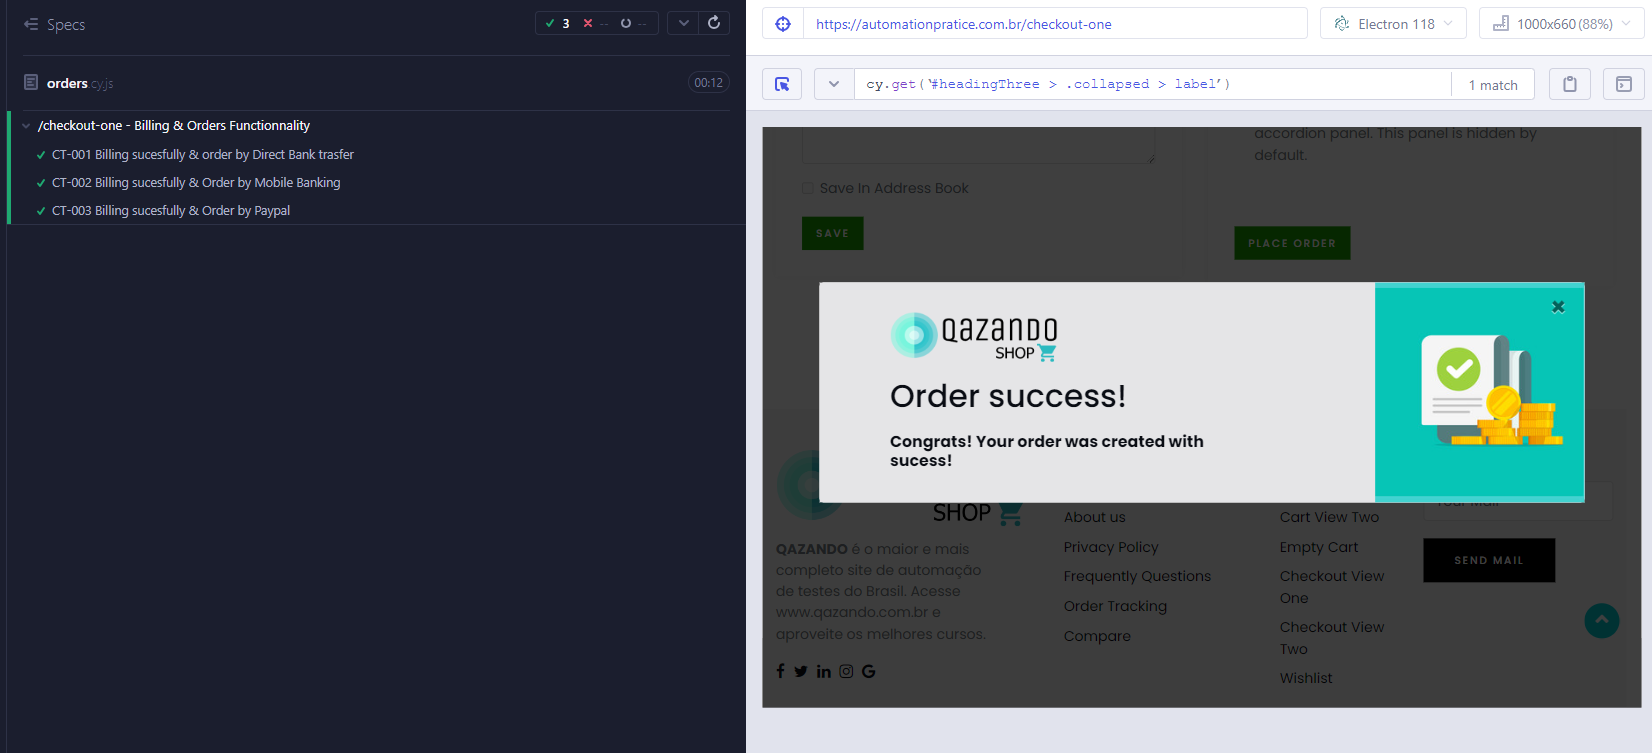 Specs
3 -- --
orders.cy.js
00:12
/checkout-one - Billing & Orders Functionnality
CT-001 Billing sucesfully & order by Direct Bank trasfer
CT-002 Billing sucesfully & Order by Mobile Banking
CT-003 Billing sucesfully & Order by Paypal
https://automationpratice.com.br/checkout-one
Electron 118
1000x660 (88%)
cy.get('#headingThree > .collapsed > label')
1 match
accordion panel. This panel is hidden by
default.
Save In Address Book
SAVE
PLACE ORDER
QAZANDO
SHOP
Order success!
Congrats! Your order was created with
sucess!
SHOP
QAZANDO é o maior e mais
completo site de automação
de testes do Brasil. Acesse
www.qazando.com.br e
aproveite os melhores cursos.
About us
Privacy Policy
Frequently Questions
Order Tracking
Compare
Cart View Two
Empty Cart
Checkout View
One
Checkout View
Two
Wishlist
Your Mail
SEND MAIL